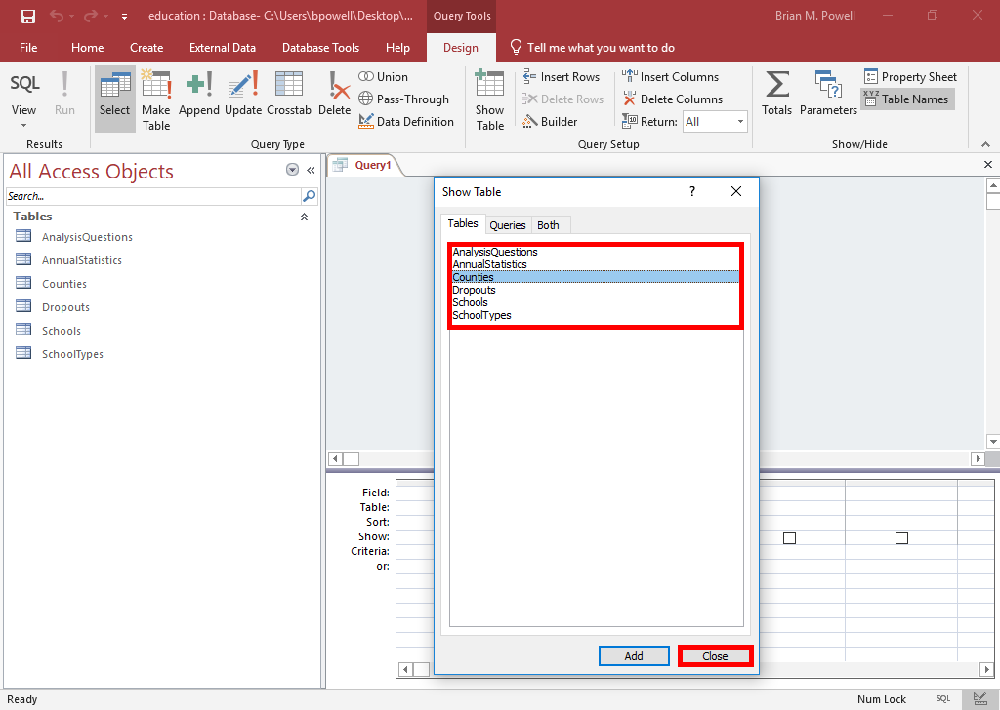 education : Database- C:\Users\bpowell\Desktop\... Query Tools Brian M. Powell
File Home Create External Data Database Tools Help Design Tell me what you want to do
SQL
View
Run
Results
Select
Make
Table
Append
Update
Crosstab
Delete
Union
Pass-Through
Data Definition
Query Type
Show
Table
Insert Rows
Delete Rows
Builder
Insert Columns
Delete Columns
Return: All
Query Setup
Totals
Parameters
Property Sheet
XYZ Table Names
Show/Hide
All Access Objects
Search...
Tables
AnalysisQuestions
AnnualStatistics
Counties
Dropouts
Schools
SchoolTypes
Query1
Show Table ?
Tables Queries Both
AnalysisQuestions
AnnualStatistics
Counties
Dropouts
Schools
SchoolTypes
Add Close
Field:
Table:
Sort:
Show:
Criteria:
or:
Ready Num Lock SQL